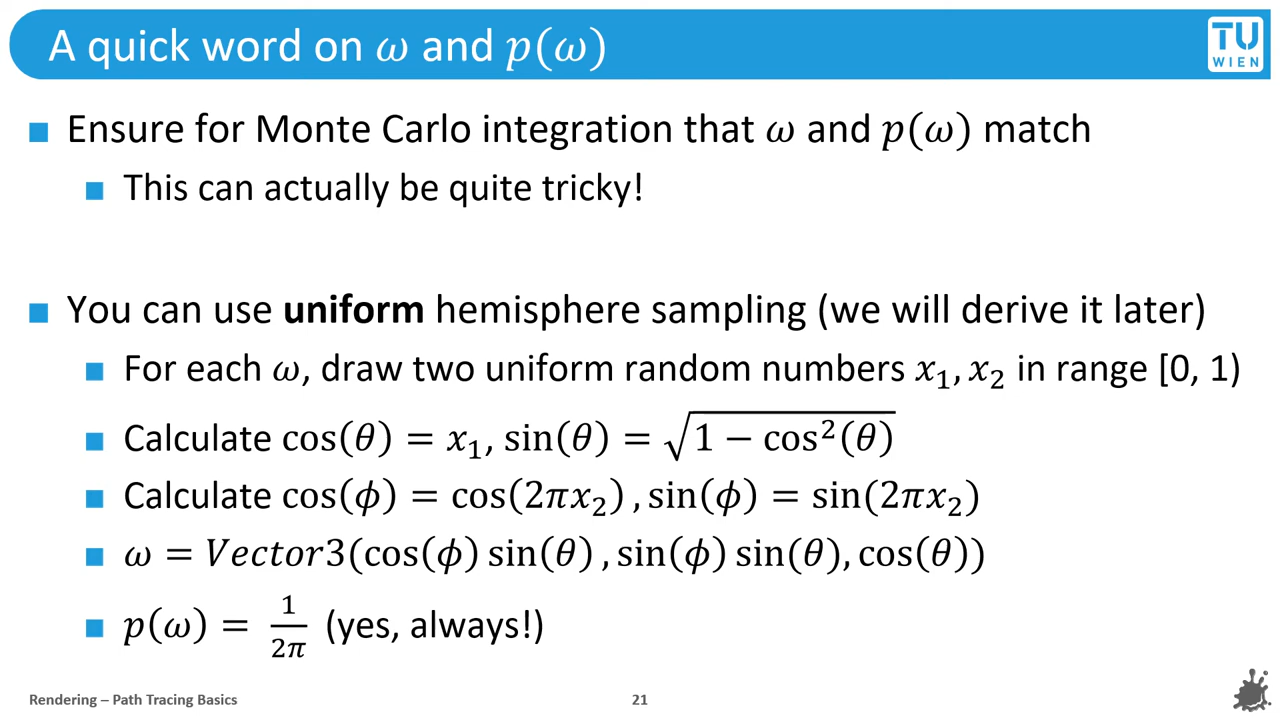 A quick word on 𝜔 and 𝑝(𝜔)
TU
WIEN
Ensure for Monte Carlo integration that 𝜔 and 𝑝(𝜔) match
This can actually be quite tricky!
You can use uniform hemisphere sampling (we will derive it later)
For each 𝜔, draw two uniform random numbers 𝑥₁, 𝑥₂ in range [0, 1)
Calculate cos(𝜃) = 𝑥₁, sin(𝜃) = √(1 − cos²(𝜃))
Calculate cos(𝜙) = cos(2𝜋𝑥₂) , sin(𝜙) = sin(2𝜋𝑥₂)
𝜔 = 𝑉𝑒𝑐𝑡𝑜𝑟3(cos(𝜙) sin(𝜃) , sin(𝜙) sin(𝜃), cos(𝜃))
𝑝(𝜔) = 1/2𝜋 (yes, always!)
Rendering – Path Tracing Basics
21